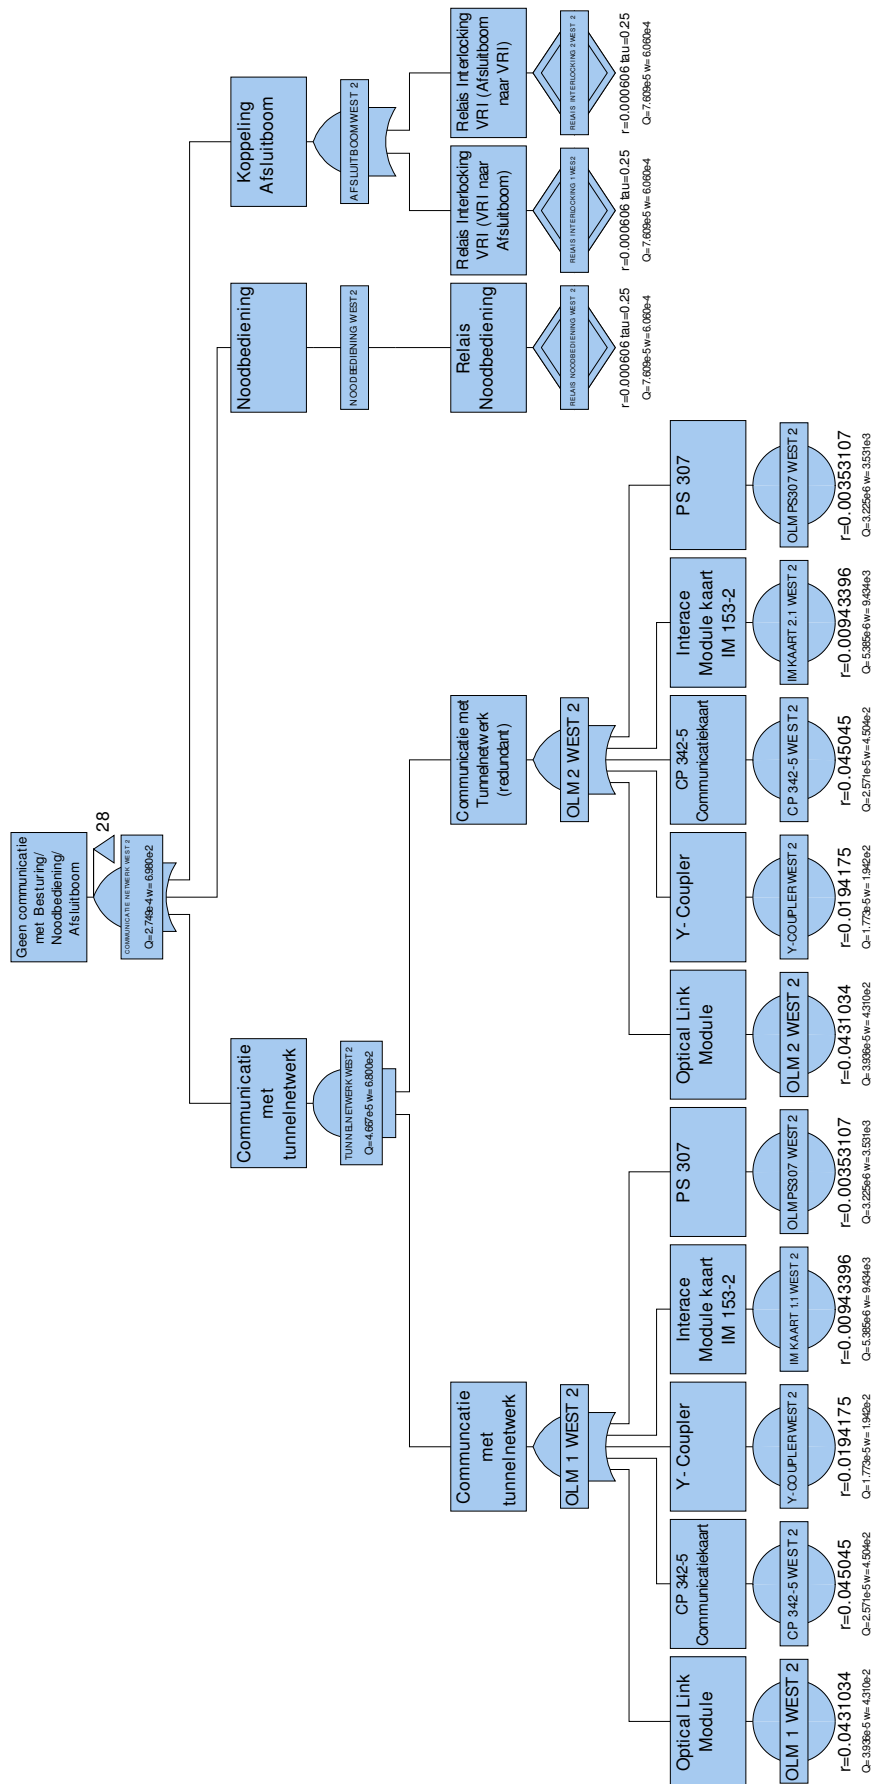 Geen communicatie
met Besturing/
Noodbediening/
Afsluitboom
28
COMMUNICATIE NETWERK WEST 2
Q=2.749e-4 w= 6.980e-2
Communicatie
met
tunnelnetwerk
TUNNELNETWERK WEST 2
Q=4.667e-5 w= 6.800e-2
Noodbediening
NOODBEDIENING WEST 2
Koppeling
Afsluitboom
AFSLUITBOOM WEST 2
Communcatie
met
tunnelnetwerk
OLM 1 WEST 2
Communicatie met
Tunnelnetwerk
(redundant)
OLM 2 WEST 2
Relais
Noodbediening
RELAIS NOODBEDIENING WEST 2
r=0.000606 tau=0.25
Q=7.609e-5 w= 6.060e-4
Relais Interlocking
VRI (VRI naar
Afsluitboom)
RELAIS INTERLOCKING 1 WES2
r=0.000606 tau=0.25
Q=7.609e-5 w= 6.060e-4
Relais Interlocking
VRI (Afsluitboom
naar VRI)
RELAIS INTERLOCKING 2 WEST 2
r=0.000606 tau=0.25
Q=7.609e-5 w= 6.060e-4
Optical Link
Module
OLM 1 WEST 2
r=0.0431034
Q=3.936e-5 w= 4.310e-2
CP 342-5
Communicatiekaart
CP 342-5 WEST 2
r=0.045045
Q=2.571e-5 w= 4.504e-2
Y- Coupler
Y-COUPLER WEST 2
r=0.0194175
Q=1.773e-5 w= 1.942e-2
Interace
Module kaart
IM 153-2
IM KAART 1.1 WEST 2
r=0.00943396
Q=5.385e-6 w= 9.434e-3
PS 307
OLM PS307 WEST 2
r=0.00353107
Q=3.225e-6 w= 3.531e-3
Optical Link
Module
OLM 2 WEST 2
r=0.0431034
Q=3.936e-5 w= 4.310e-2
Y- Coupler
Y-COUPLER WEST 2
r=0.0194175
Q=1.773e-5 w= 1.942e-2
CP 342-5
Communicatiekaart
CP 342-5 WEST 2
r=0.045045
Q=2.571e-5 w= 4.504e-2
Interace
Module kaart
IM 153-2
IM KAART 2.1 WEST 2
r=0.00943396
Q=5.385e-6 w= 9.434e-3
PS 307
OLM PS307 WEST 2
r=0.00353107
Q=3.225e-6 w= 3.531e-3